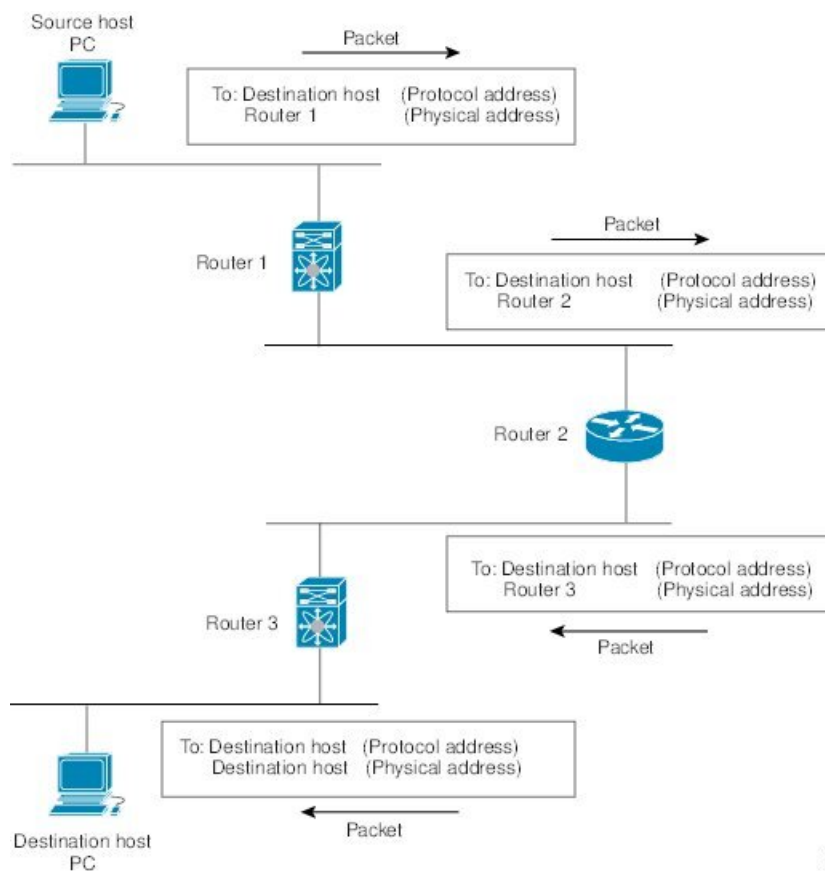 Source host
PC
Packet
To: Destination host (Protocol address)
Router 1 (Physical address)
Router 1
Packet
To: Destination host (Protocol address)
Router 2 (Physical address)
Router 2
To: Destination host (Protocol address)
Router 3 (Physical address)
Packet
Router 3
To: Destination host (Protocol address)
Destination host (Physical address)
Packet
Destination host
PC